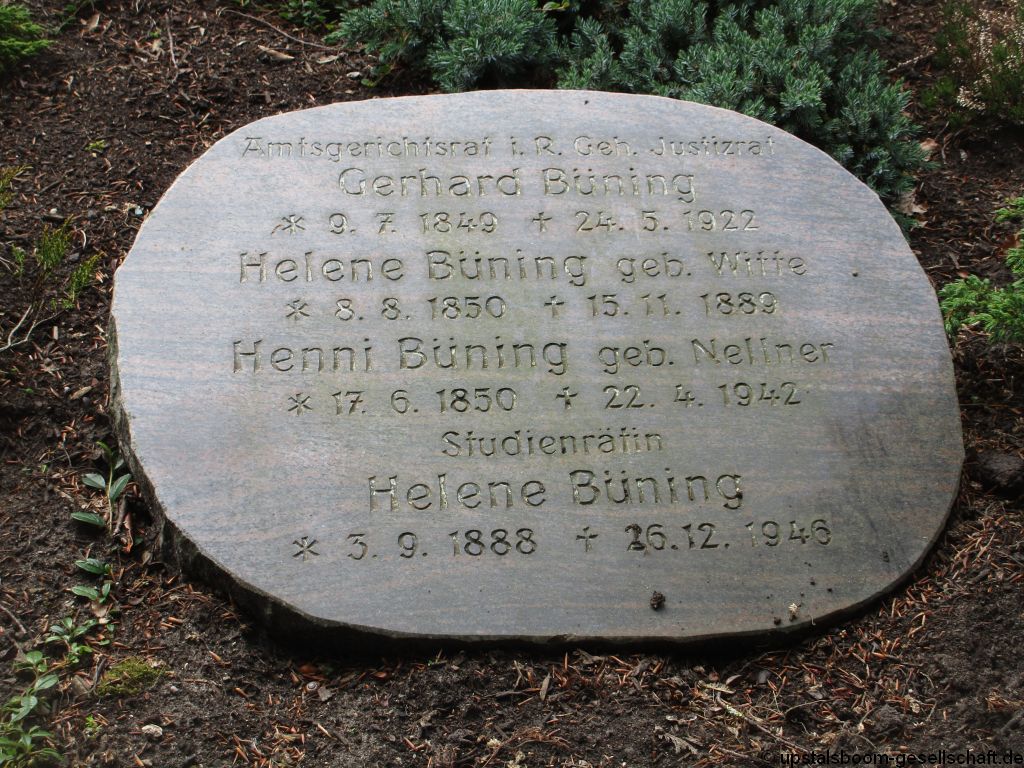 Amtsgerichtsrat i. R. Geh. Justizrat
Gerhard Büning
* 9. 7. 1849 † 24. 5. 1922
Helene Büning geb. Witte
* 8. 8. 1850 † 15. 11. 1889
Henni Büning geb. Nellner
* 17. 6. 1850 † 22. 4. 1942
Studienrätin
Helene Büning
* 3. 9. 1888 † 26. 12. 1946
© upstalsboom-gesellschaft.de